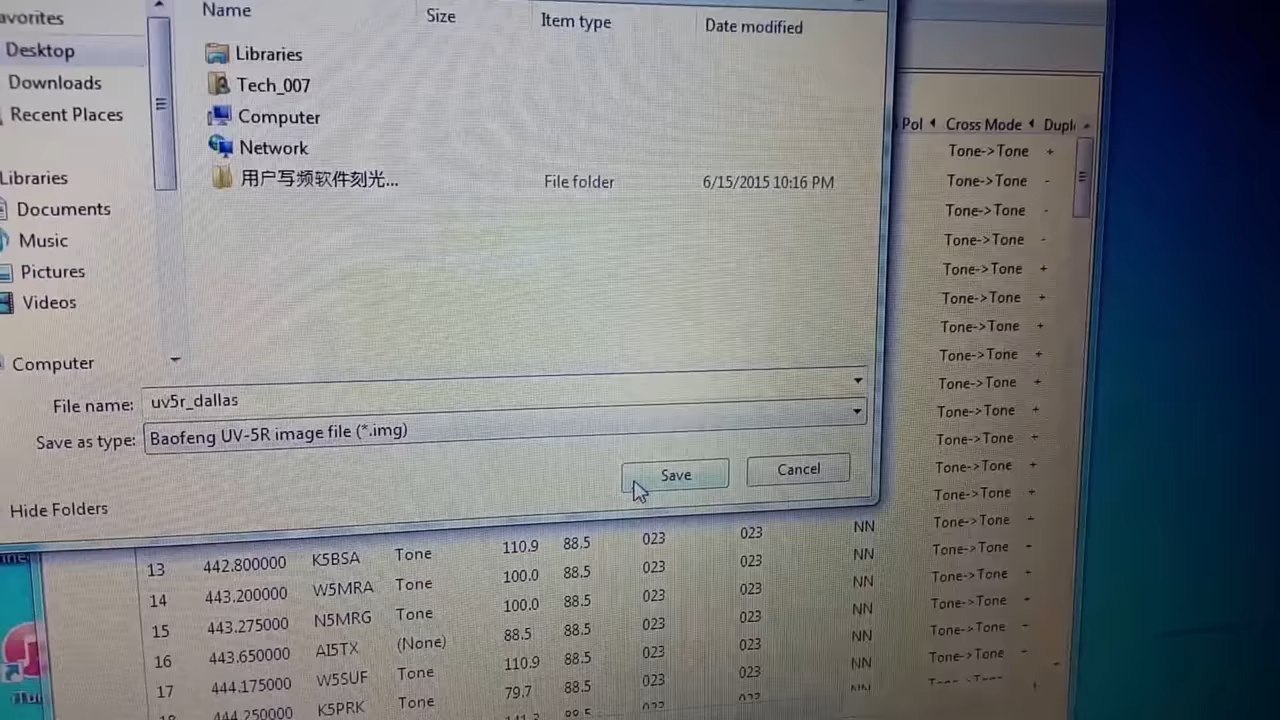 Name Size Item type Date modified
avorites
Desktop
Downloads
Recent Places
Libraries
Documents
Music
Pictures
Videos
Computer
Libraries
Tech_007
Computer
Network
用户写频软件刻光... File folder 6/15/2015 10:16 PM
File name: uv5r_dallas
Save as type: Baofeng UV-5R image file (*.img)
Save Cancel
Hide Folders
Pol Cross Mode Duple
Tone->Tone +
Tone->Tone -
Tone->Tone -
Tone->Tone -
Tone->Tone +
Tone->Tone +
Tone->Tone +
Tone->Tone +
Tone->Tone +
Tone->Tone +
Tone->Tone +
Tone->Tone +
Tone->Tone +
Tone->Tone -
Tone->Tone -
Tone->Tone -
Tone->Tone -
Tone->Tone -
Tone->Tone -
13 442.800000 K5BSA Tone 110.9 88.5 023 023 NN
14 443.200000 W5MRA Tone 100.0 88.5 023 023 NN
15 443.275000 N5MRG Tone 100.0 88.5 023 023 NN
16 443.650000 AI5TX (None) 88.5 88.5 023 023 NN
17 444.175000 W5SUF Tone 110.9 88.5 023 023 NN
444.250000 K5PRK Tone 79.7 88.5 023 023 NN